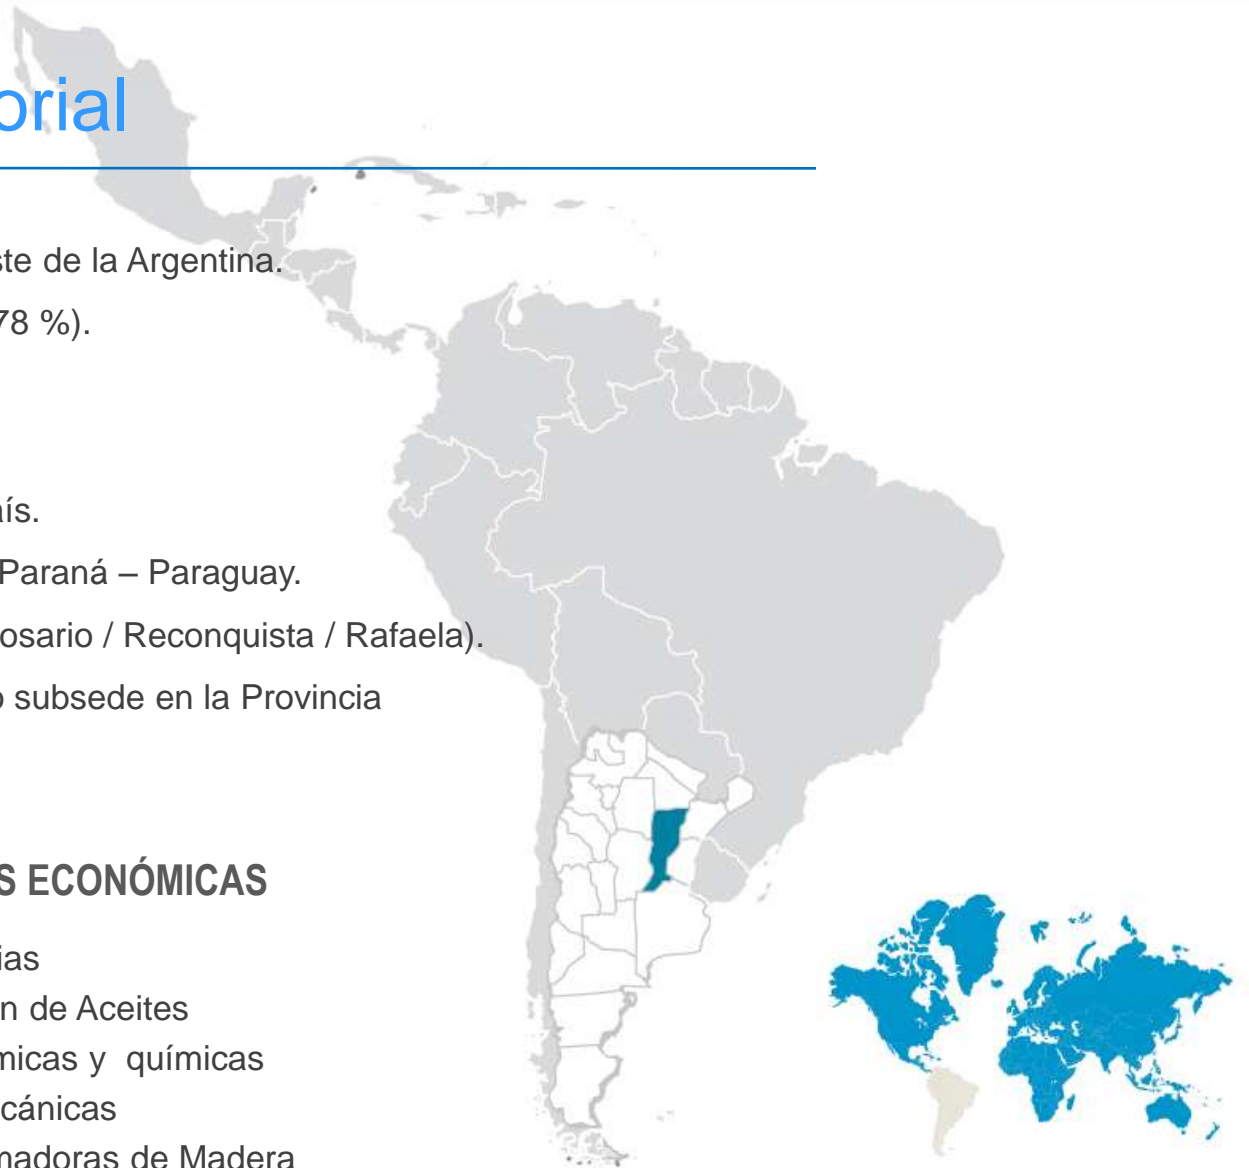 orial
ste de la Argentina.
78 %).
aís.
Paraná – Paraguay.
osario / Reconquista / Rafaela).
o subsede en la Provincia
S ECONÓMICAS
ias
n de Aceites
micas y químicas
cánicas
madoras de Madera